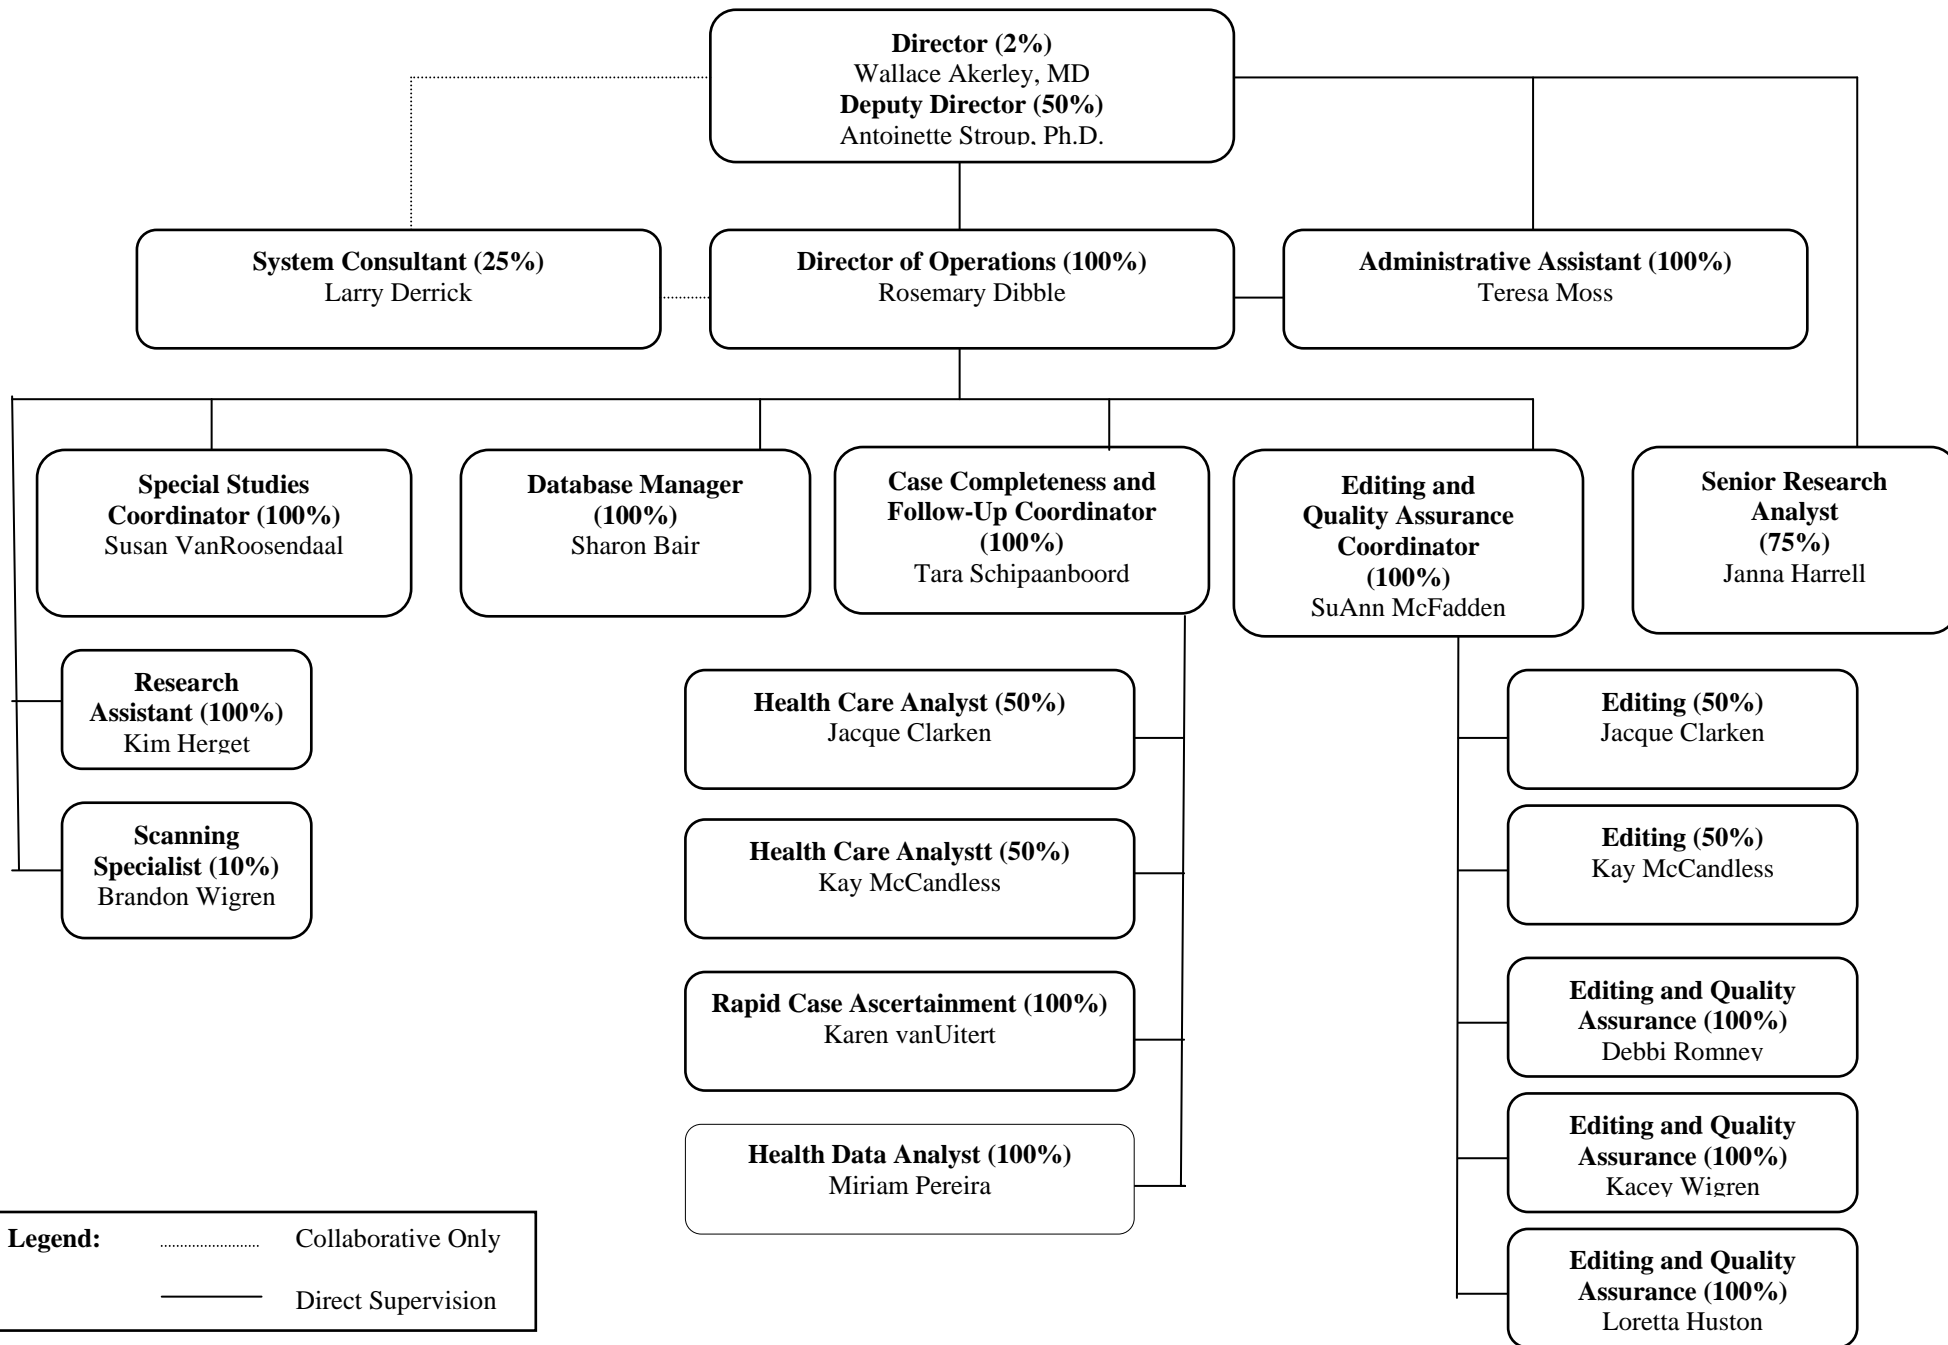 Director (2%)
Wallace Akerley, MD
Deputy Director (50%)
Antoinette Stroup, Ph.D.
System Consultant (25%)
Larry Derrick
Director of Operations (100%)
Rosemary Dibble
Administrative Assistant (100%)
Teresa Moss
Special Studies
Coordinator (100%)
Susan VanRoosendaal
Database Manager
(100%)
Sharon Bair
Case Completeness and
Follow-Up Coordinator
(100%)
Tara Schipaanboord
Editing and
Quality Assurance
Coordinator
(100%)
SuAnn McFadden
Senior Research
Analyst
(75%)
Janna Harrell
Research
Assistant (100%)
Kim Herget
Scanning
Specialist (10%)
Brandon Wigren
Health Care Analyst (50%)
Jacque Clarken
Health Care Analystt (50%)
Kay McCandless
Rapid Case Ascertainment (100%)
Karen vanUitert
Health Data Analyst (100%)
Miriam Pereira
Editing (50%)
Jacque Clarken
Editing (50%)
Kay McCandless
Editing and Quality
Assurance (100%)
Debbi Romney
Editing and Quality
Assurance (100%)
Kacey Wigren
Editing and Quality
Assurance (100%)
Loretta Huston
Legend:
Collaborative Only
Direct Supervision